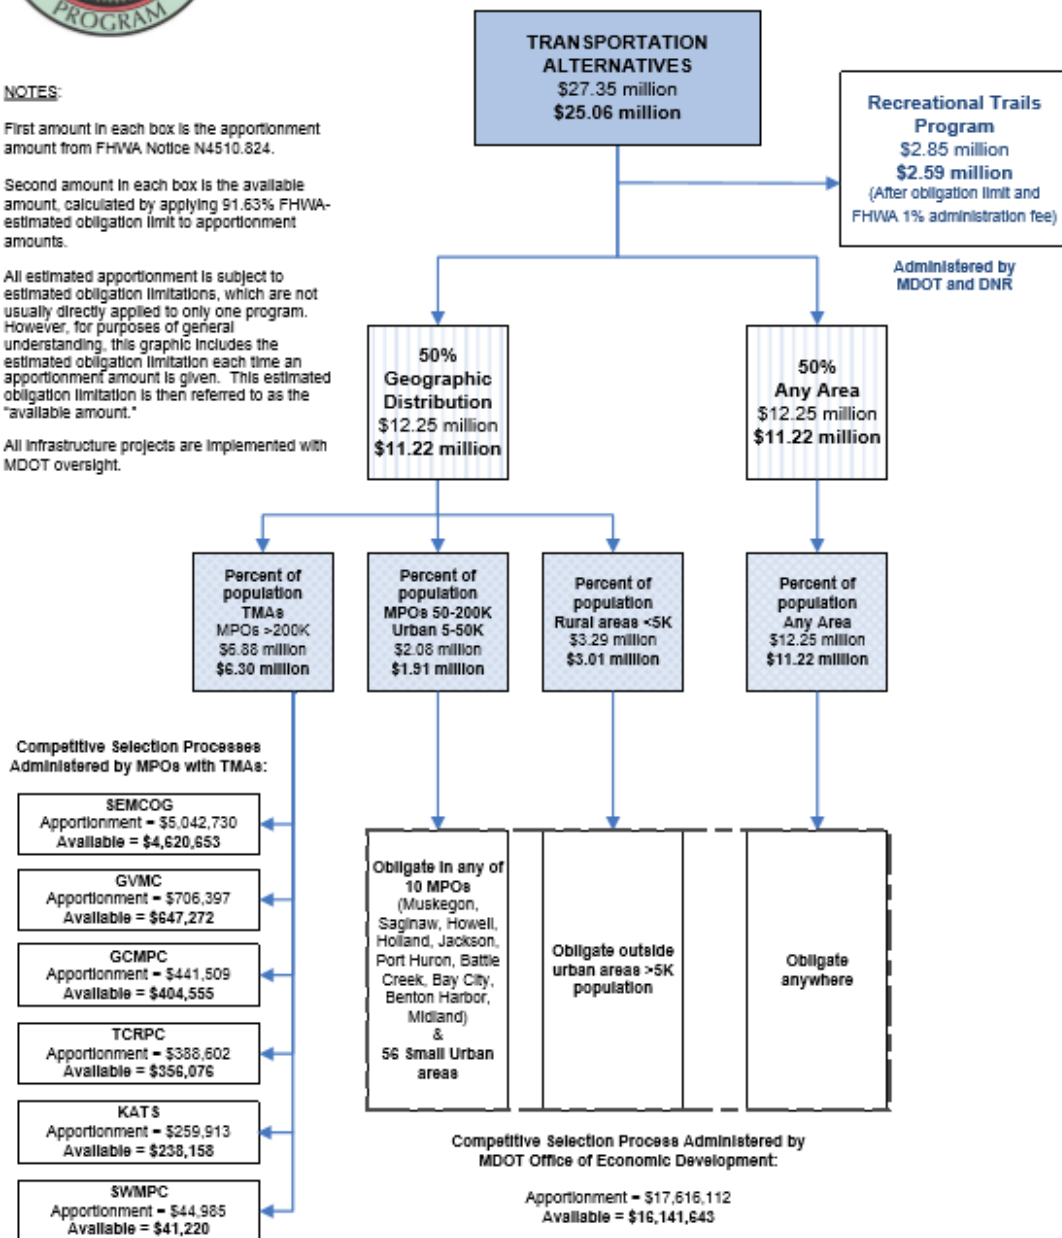 PROGRAM
TRANSPORTATION
ALTERNATIVES
$27.35 million
$25.06 million
Recreational Trails
Program
$2.85 million
$2.59 million
(After obligation limit and
FHWA 1% administration fee)
Administered by
MDOT and DNR
NOTES:
First amount in each box is the apportionment
amount from FHWA Notice N4510.824.
Second amount in each box is the available
amount, calculated by applying 91.63% FHWA-
estimated obligation limit to apportionment
amounts.
All estimated apportionment is subject to
estimated obligation limitations, which are not
usually directly applied to only one program.
However, for purposes of general
understanding, this graphic includes the
estimated obligation limitation each time an
apportionment amount is given. This estimated
obligation limitation is then referred to as the
"available amount."
All infrastructure projects are implemented with
MDOT oversight.
50%
Geographic
Distribution
$12.25 million
$11.22 million
50%
Any Area
$12.25 million
$11.22 million
Percent of
population
TMAs
MPOs >200K
$6.88 million
$6.30 million
Percent of
population
MPOs 50-200K
Urban 5-50K
$2.08 million
$1.91 million
Percent of
population
Rural areas <5K
$3.29 million
$3.01 million
Percent of
population
Any Area
$12.25 million
$11.22 million
Competitive Selection Processes
Administered by MPOs with TMAs:
SEMCOG
Apportionment = $5,042,730
Available = $4,620,653
GVMC
Apportionment = $706,397
Available = $647,272
GCMPC
Apportionment = $441,509
Available = $404,555
TCRPC
Apportionment = $388,602
Available = $356,076
KATS
Apportionment = $259,913
Available = $238,158
SWMPC
Apportionment = $44,985
Available = $41,220
Obligate in any of
10 MPOs
(Muskegon,
Saginaw, Howell,
Holland, Jackson,
Port Huron, Battle
Creek, Bay City,
Benton Harbor,
Midland)
&
56 Small Urban
areas
Obligate outside
urban areas >5K
population
Obligate
anywhere
Competitive Selection Process Administered by
MDOT Office of Economic Development:
Apportionment = $17,616,112
Available = $16,141,643